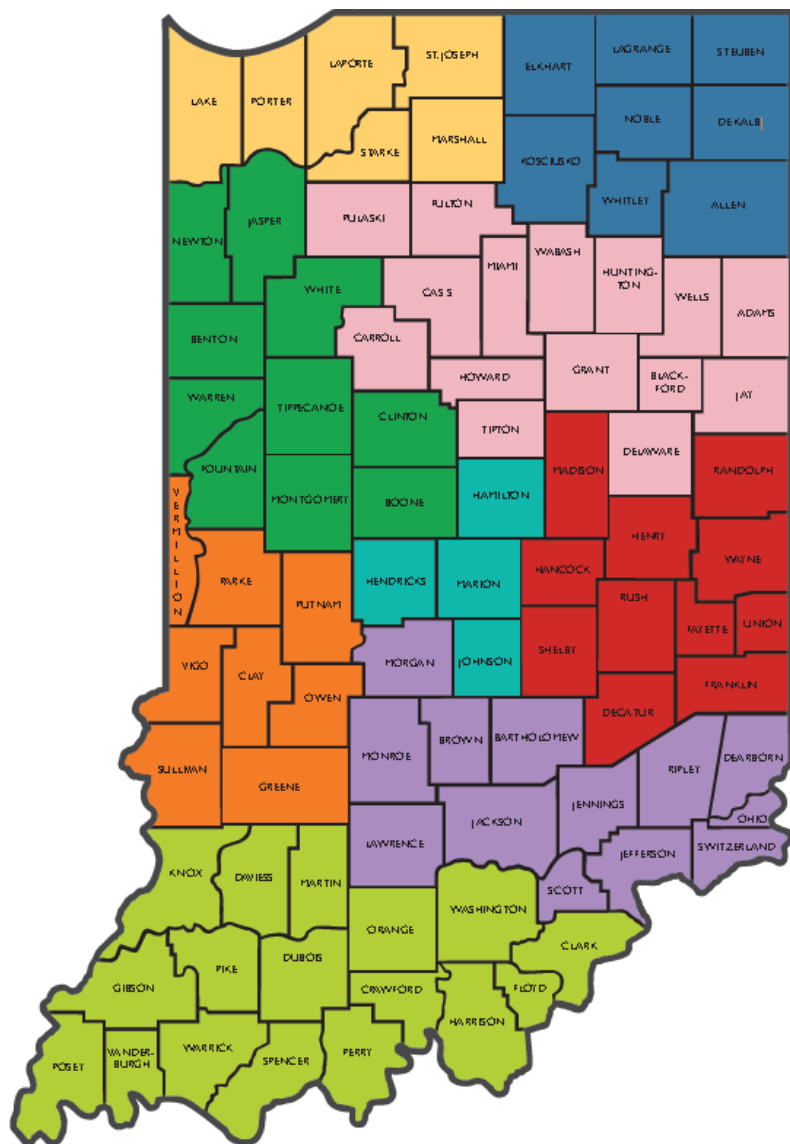 LAKE
PORTER
LAPORTE
ST. JOSEPH
ELKHART
LAGRANGE
STEUBEN
STARKE
MARSHALL
KOSCIUSKO
NOBLE
DEKALB
NEWTON
JASPER
PULASKI
FULTON
WHITLEY
ALLEN
WHITE
CASS
MIAMI
WABASH
HUNTING-
TON
WELLS
ADAMS
BENTON
CARROLL
HOWARD
GRANT
BLACK-
FORD
JAY
WARREN
TIPPECANOE
CLINTON
TIPTON
MADISON
DELAWARE
RANDOLPH
FOUNTAIN
MONTGOMERY
BOONE
HAMILTON
HENRY
WAYNE
VERMILLION
PARKE
PUTNAM
HENDRICKS
MARION
HANCOCK
RUSH
FAYETTE
UNION
VIGO
CLAY
OWEN
MORGAN
JOHNSON
SHELBY
DECATUR
FRANKLIN
SULLIVAN
GREENE
MONROE
BROWN
BARTHOLOMEW
JENNINGS
RIPLEY
DEARBORN
OHIO
LAWRENCE
JACKSON
SCOTT
JEFFERSON
SWITZERLAND
KNOX
DAVIESS
MARTIN
ORANGE
WASHINGTON
CLARK
GIBSON
PIKE
DUBOIS
CRAWFORD
HARRISON
FLOYD
POSEY
VANDER-
BURGH
WARRICK
SPENCER
PERRY